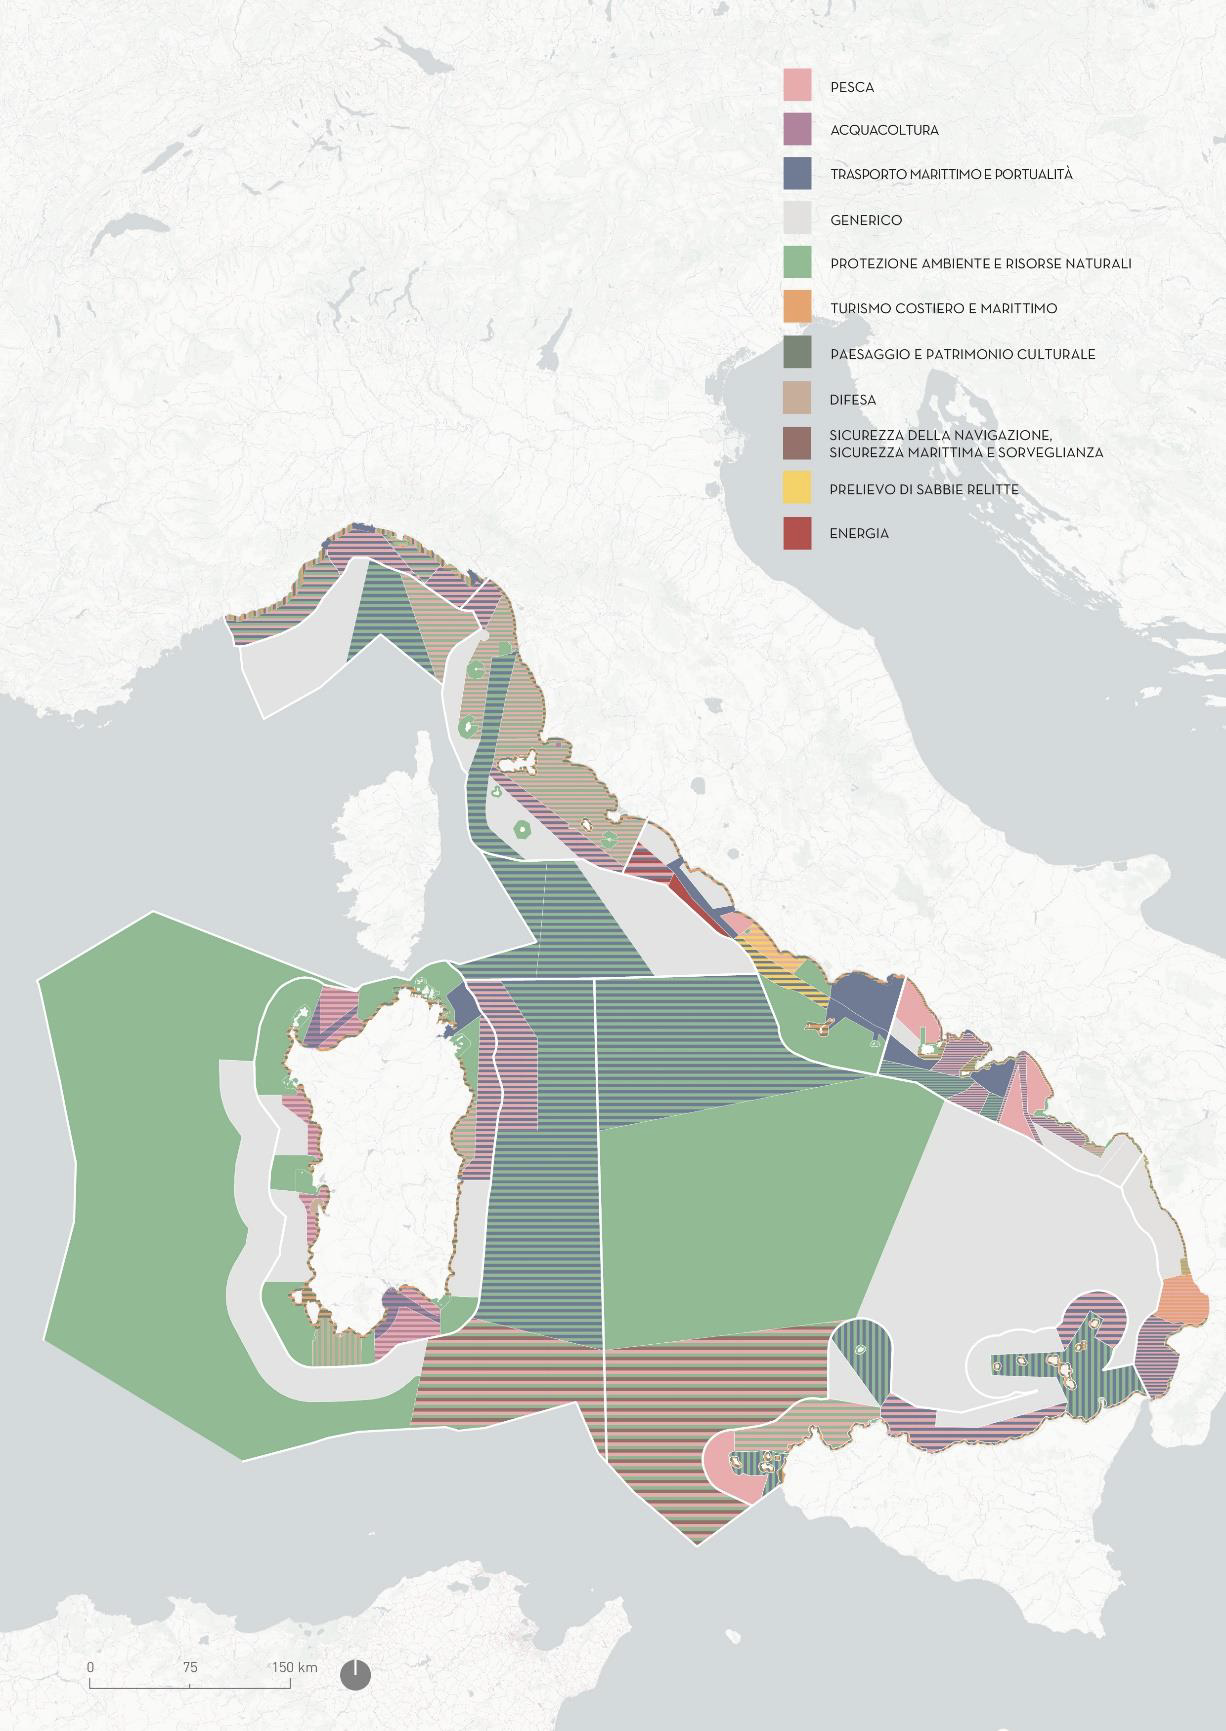 PESCA
ACQUACOLTURA
TRASPORTO MARITTIMO E PORTUALITÀ
GENERICO
PROTEZIONE AMBIENTE E RISORSE NATURALI
TURISMO COSTIERO E MARITTIMO
PAESAGGIO E PATRIMONIO CULTURALE
DIFESA
SICUREZZA DELLA NAVIGAZIONE,
SICUREZZA MARITTIMA E SORVEGLIANZA
PRELIEVO DI SABBIE RELITTE
ENERGIA
0 75 150 km